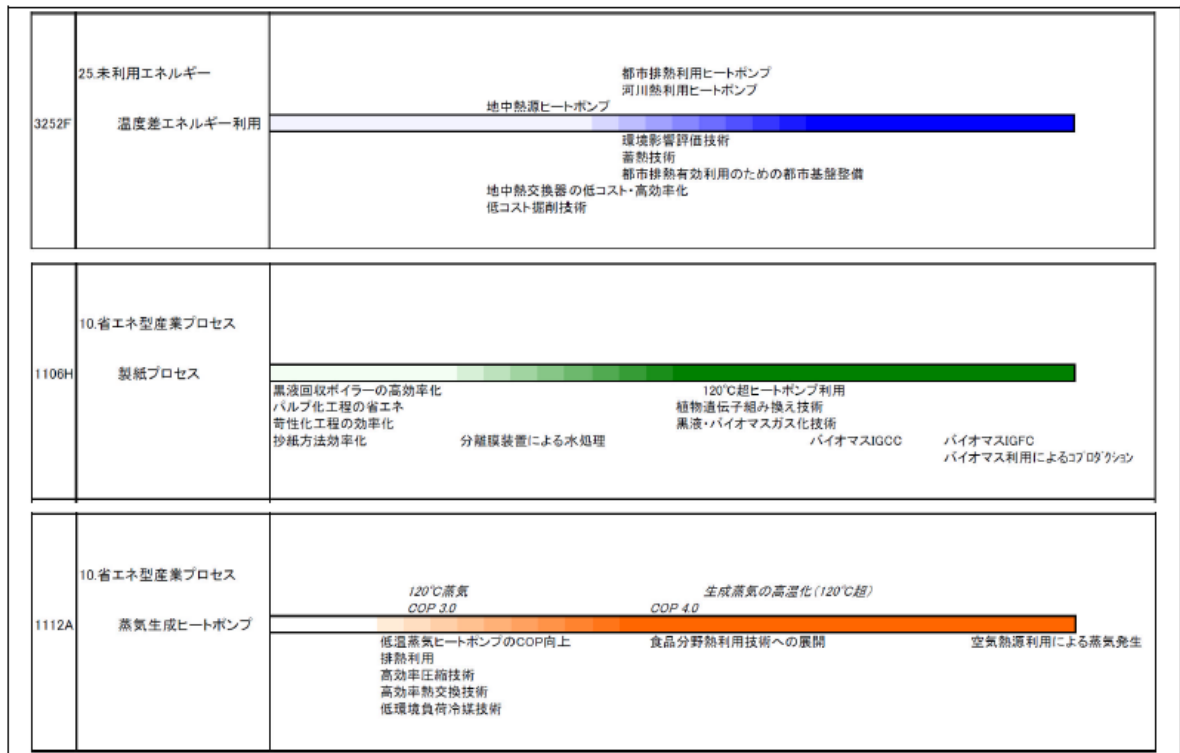 25.未利用エネルギー
都市排熱利用ヒートポンプ
河川熱利用ヒートポンプ
地中熱源ヒートポンプ
3252F
温度差エネルギー利用
環境影響評価技術
蓄熱技術
都市排熱有効利用のための都市基盤整備
地中熱交換器の低コスト・高効率化
低コスト掘削技術
10.省エネ型産業プロセス
1106H
製紙プロセス
黒液回収ボイラーの高効率化
120℃超ヒートポンプ利用
パルプ化工程の省エネ
植物遺伝子組み換え技術
苛性化工程の効率化
黒液・バイオマスガス化技術
抄紙方法効率化
分離膜装置による水処理
バイオマスIGCC
バイオマスIGFC
バイオマス利用によるコプロダクション
10.省エネ型産業プロセス
120℃蒸気
生成蒸気の高温化(120℃超)
COP 3.0
COP 4.0
1112A
蒸気生成ヒートポンプ
低温蒸気ヒートポンプのCOP向上
食品分野熱利用技術への展開
空気熱源利用による蒸気発生
排熱利用
高効率圧縮技術
高効率熱交換技術
低環境負荷冷媒技術